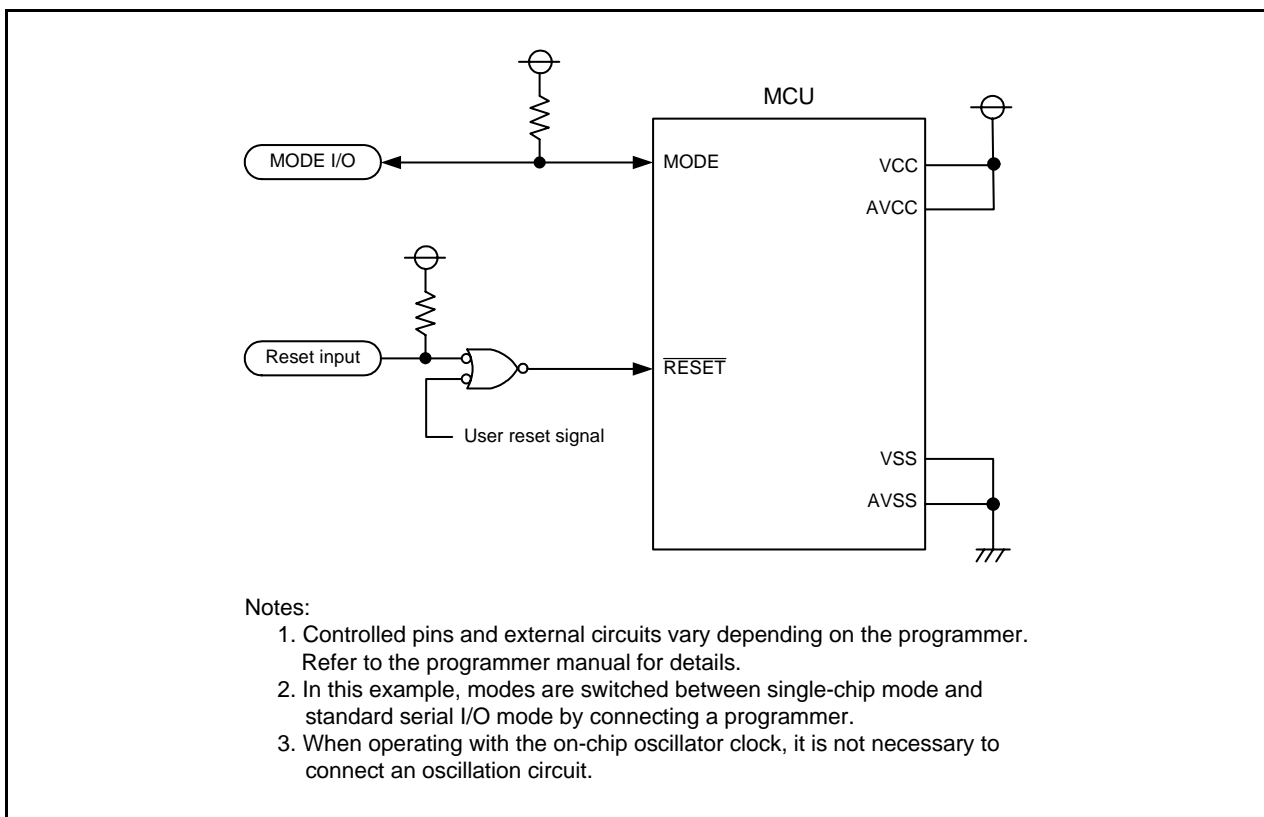 MCU
MODE I/O
MODE
VCC
AVCC
Reset input
RESET
User reset signal
VSS
AVSS
Notes:
1. Controlled pins and external circuits vary depending on the programmer.
Refer to the programmer manual for details.
2. In this example, modes are switched between single-chip mode and
standard serial I/O mode by connecting a programmer.
3. When operating with the on-chip oscillator clock, it is not necessary to
connect an oscillation circuit.